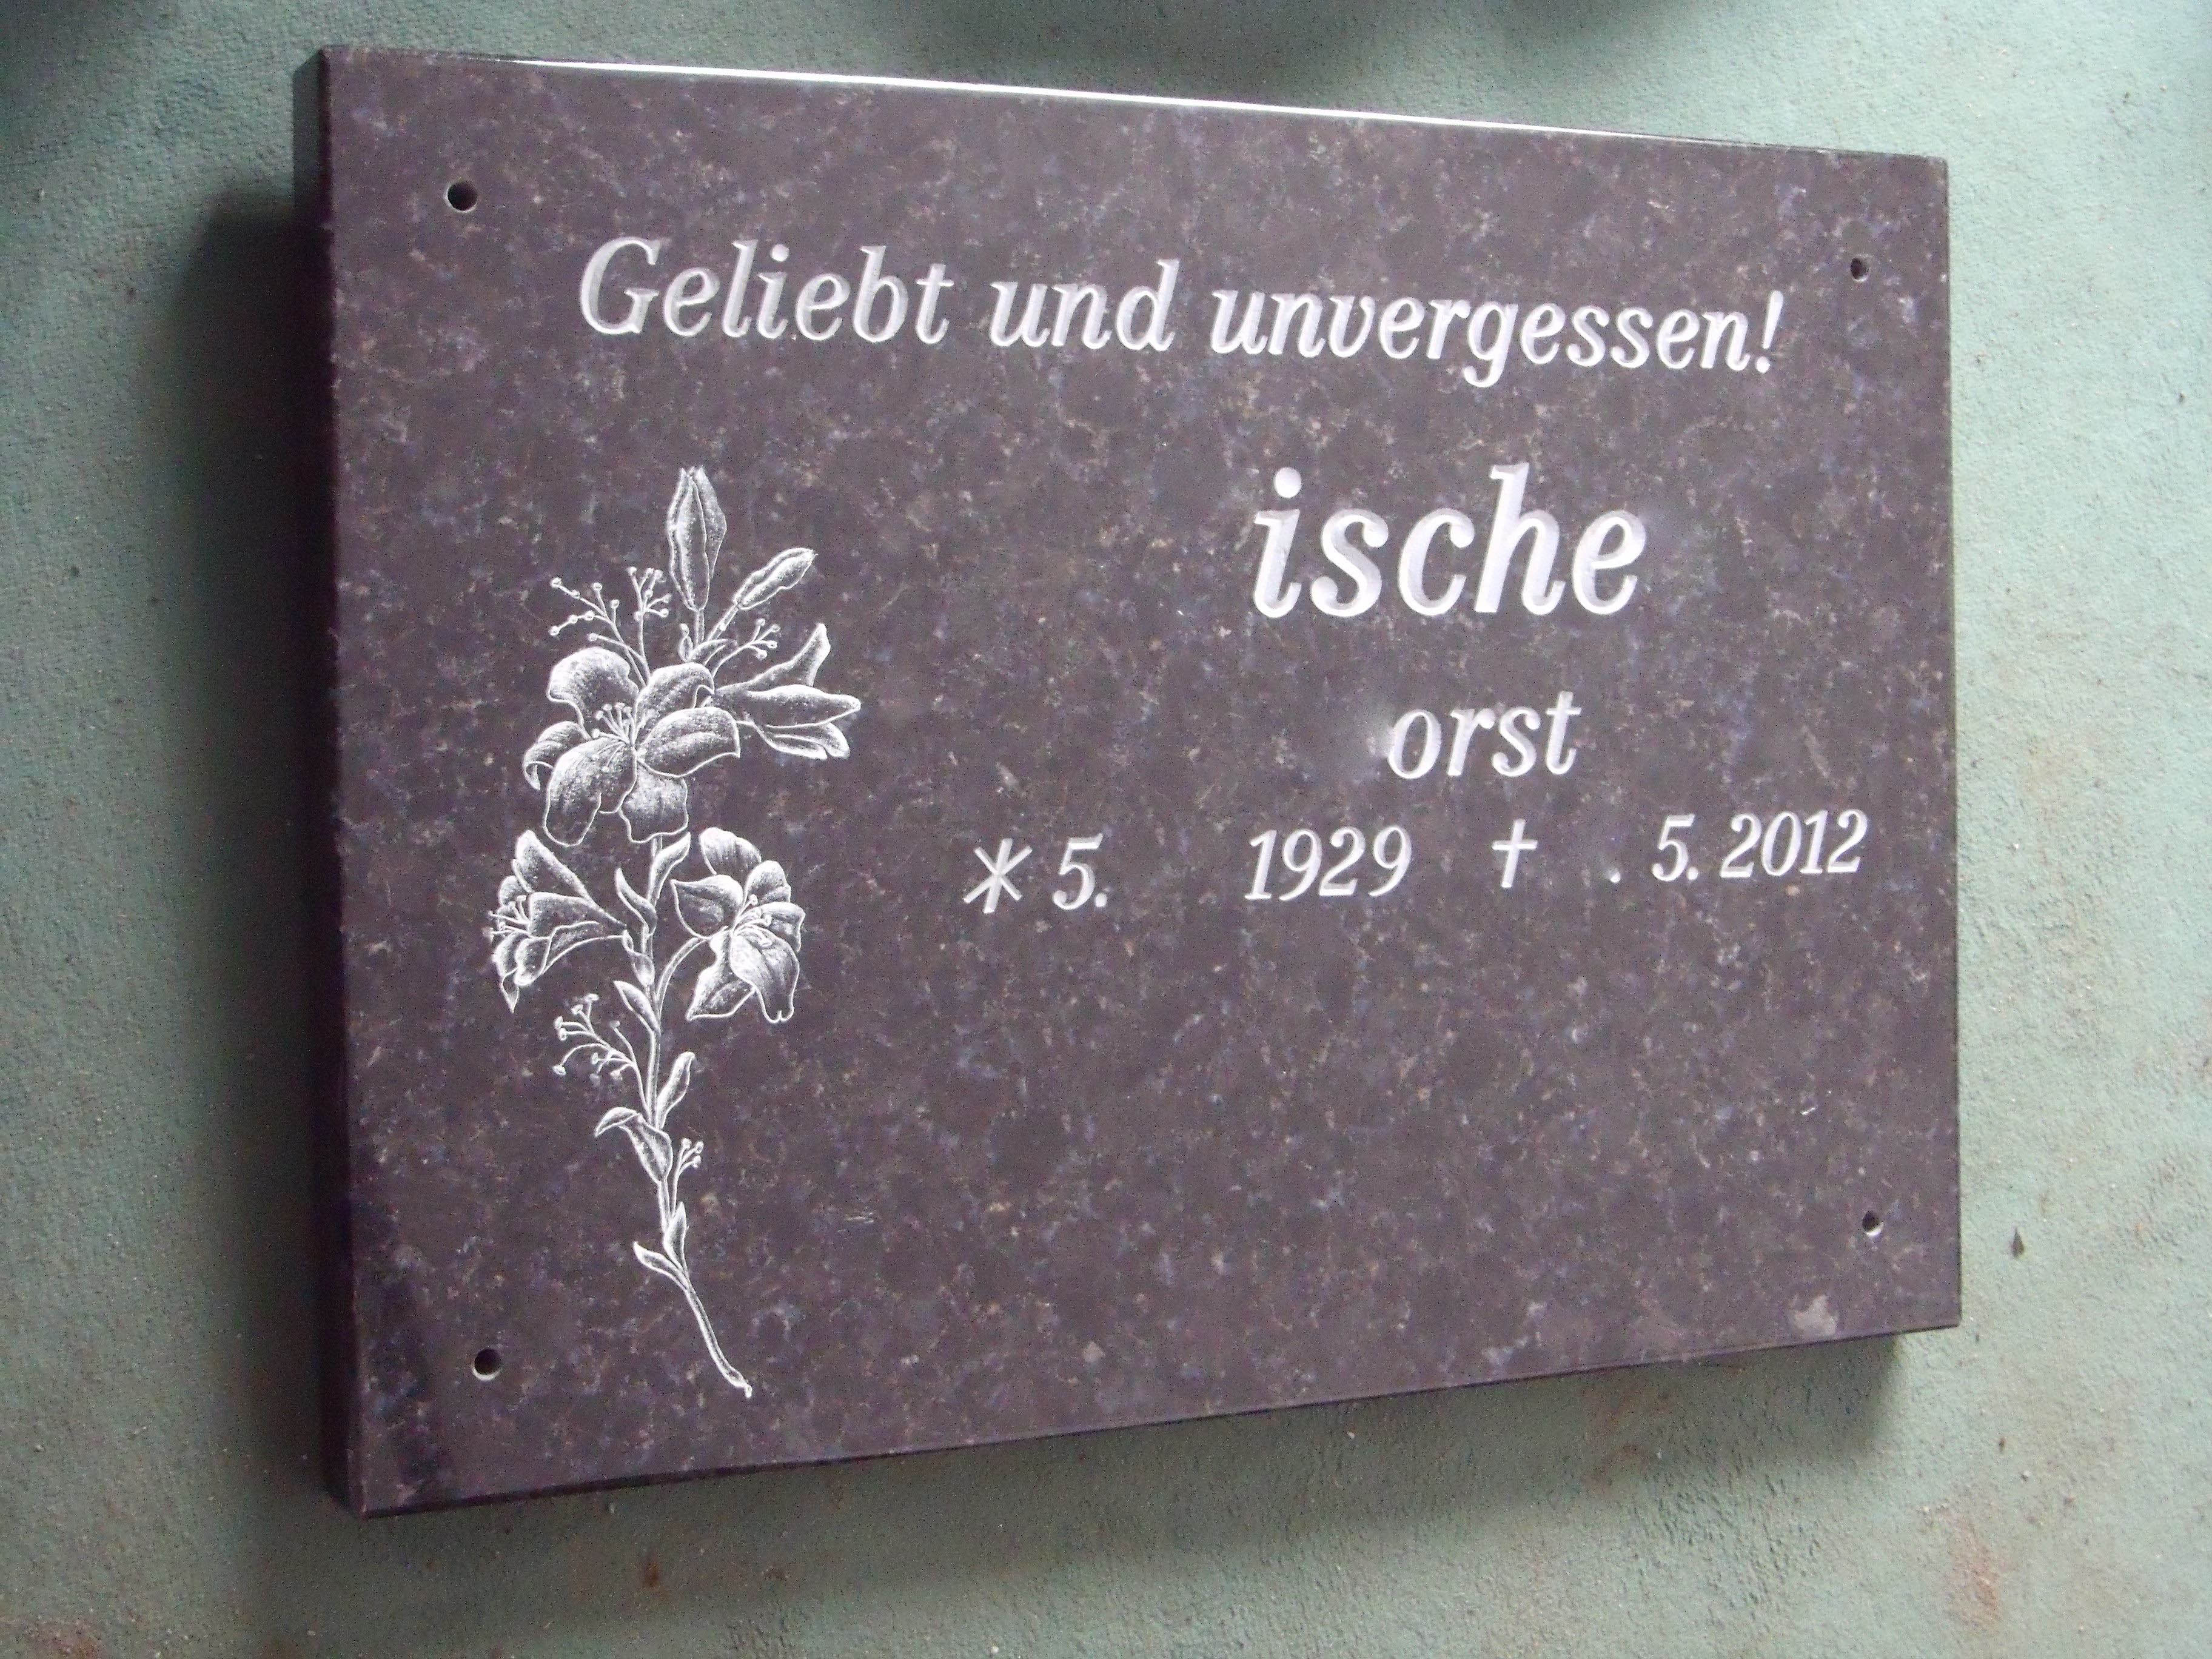 Geliebt und unvergessen!
ische
orst
* 5. 1929 † . 5. 2012